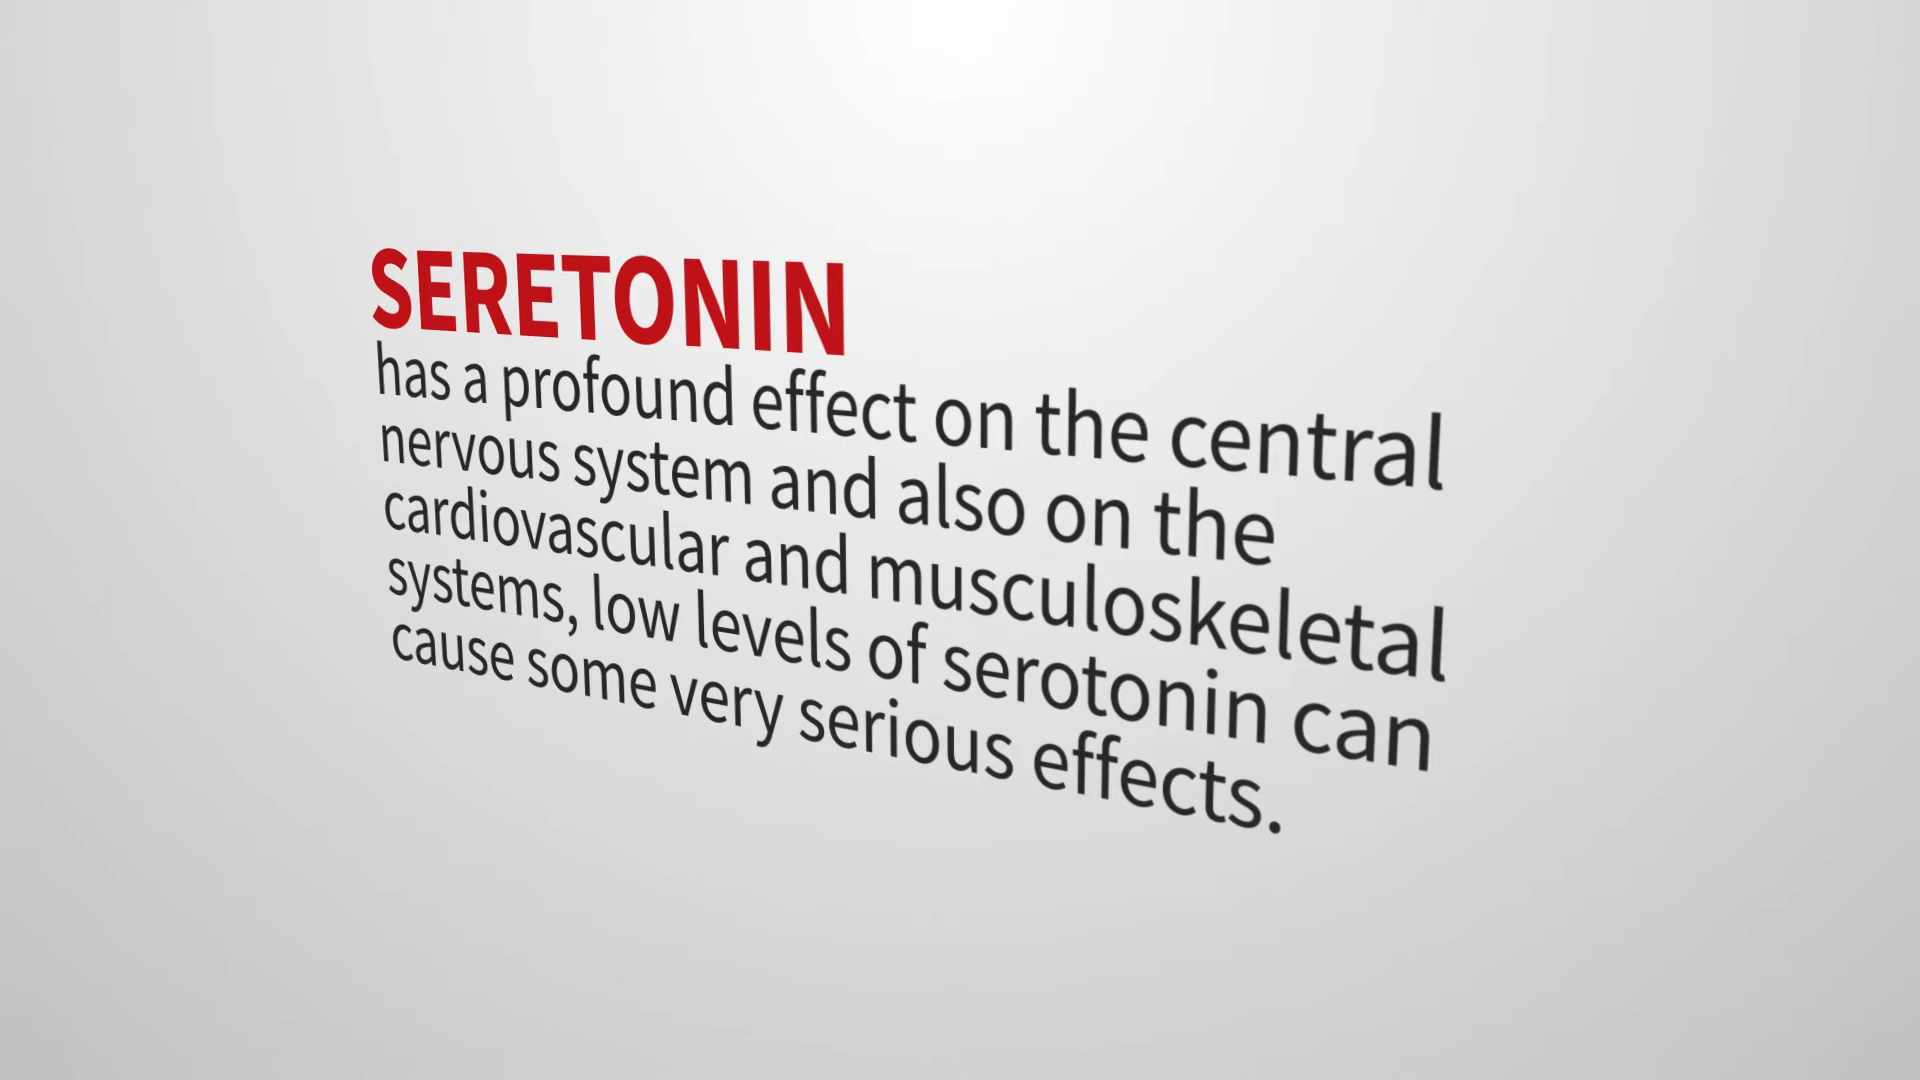 SERETONIN
has a profound effect on the central
nervous system and also on the
cardiovascular and musculoskeletal
systems, low levels of serotonin can
cause some very serious effects.